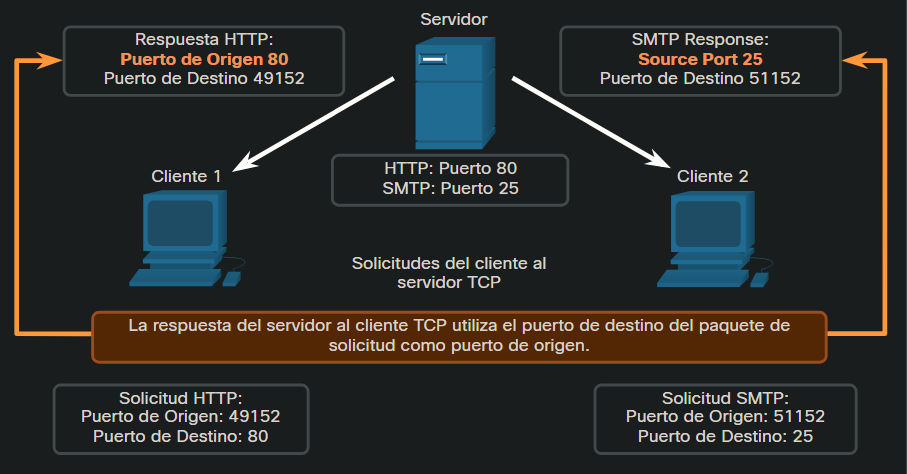 Servidor
Respuesta HTTP:
Puerto de Origen 80
Puerto de Destino 49152
SMTP Response:
Source Port 25
Puerto de Destino 51152
HTTP: Puerto 80
SMTP: Puerto 25
Cliente 1
Cliente 2
Solicitudes del cliente al
servidor TCP
La respuesta del servidor al cliente TCP utiliza el puerto de destino del paquete de
solicitud como puerto de origen.
Solicitud HTTP:
Puerto de Origen: 49152
Puerto de Destino: 80
Solicitud SMTP:
Puerto de Origen: 51152
Puerto de Destino: 25